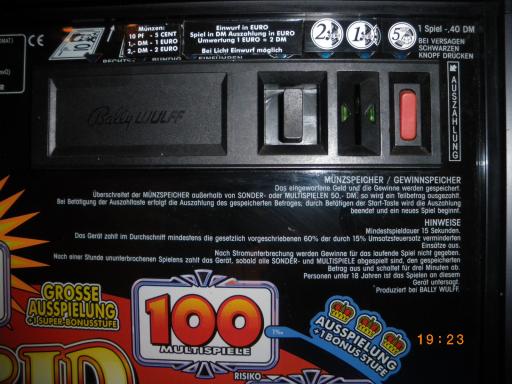 Münzen:
10 PF - 5 CENT
1,- DM - 1 EURO
2,- DM - 2 EURO
Einwurf in EURO
Spiel in DM Auszahlung in EURO
Umwertung 1 EURO = 2 DM
Bei Licht Einwurf möglich
2
1
5
1 Spiel -,40 DM
BEI VERSAGEN
SCHWARZEN
KNOPF DRÜCKEN
CE
Bally WULFF
AUSZAHLUNG
MÜNZSPEICHER / GEWINNSPEICHER
Das eingeworfene Geld und die Gewinne werden gespeichert.
Überschreitet der MÜNZSPEICHER außerhalb von SONDER- oder MULTISPIELEN 50,- DM, so wird ein Teilbetrag ausgezahlt.
Bei Betätigung der Auszahltaste erfolgt die Auszahlung des gespeicherten Betrages; durch Betätigen der Start-Taste wird die Auszahlung
beendet und ein neues Spiel beginnt.
HINWEISE
Mindestspieldauer 15 Sekunden.
Das Gerät zahlt im Durchschnitt mindestens die gesetzlich vorgeschriebenen 60% der durch 15% Umsatzsteuersatz verminderten
Einsätze aus.
Nach Stromunterbrechung werden Gewinne für das laufende Spiel nicht gegeben.
Nach einer Stunde ununterbrochenen Spielens zahlt das Gerät, sobald alle SONDER- und MULTISPIELE abgespielt sind, den gespeicherten
Betrag aus und schaltet für drei Minuten ab.
Personen unter 18 Jahren ist das Spielen an diesem
Gerät untersagt.
Produziert bei BALLY WULFF.
GROSSE
AUSSPIELUNG
+1 SUPER-BONUSSTUFE
100
MULTISPIELE
AUSSPIELUNG
+1 BONUSSTUFE
19:23
RISIKO